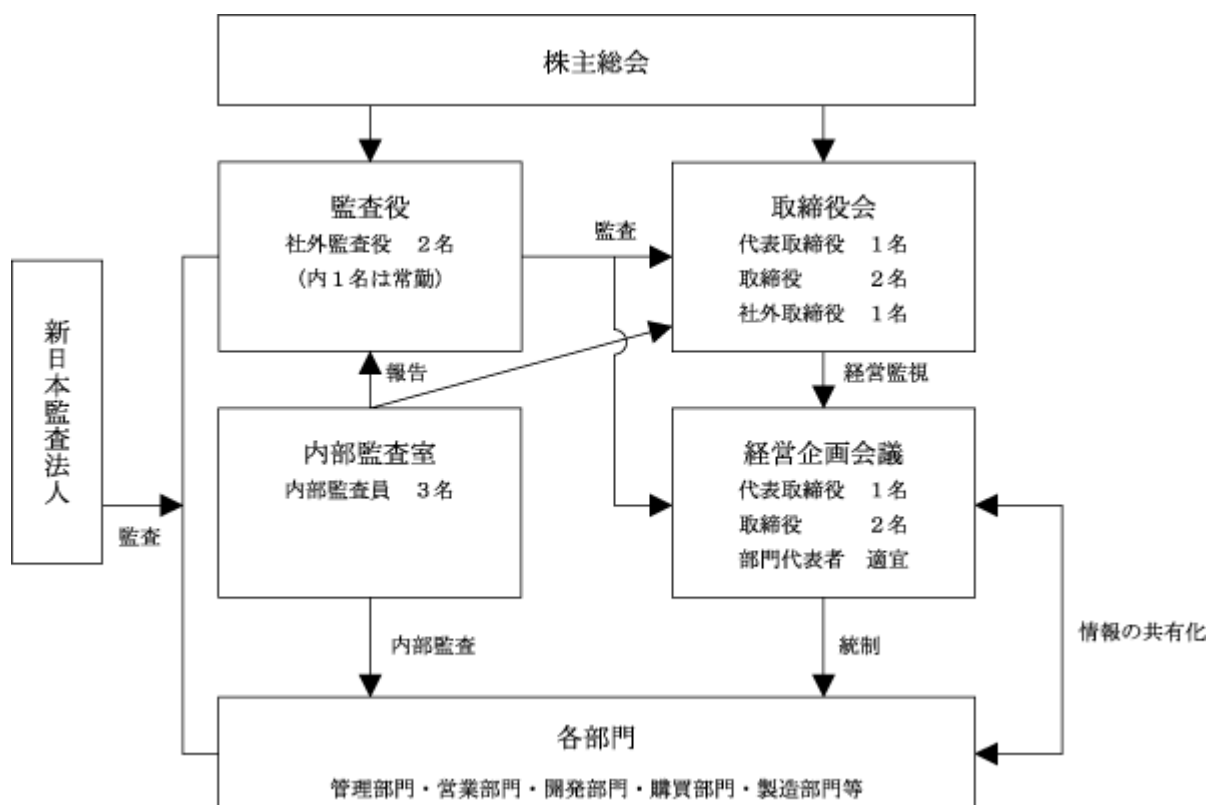 株主総会
監査役
社外監査役　２名
（内１名は常勤）
監査
取締役会
代表取締役　１名
取締役　　　２名
社外取締役　１名
新日本監査法人
監査
報告
経営監視
内部監査室
内部監査員　３名
経営企画会議
代表取締役　１名
取締役　　　２名
部門代表者　適宜
内部監査
統制
情報の共有化
各部門
管理部門・営業部門・開発部門・購買部門・製造部門等